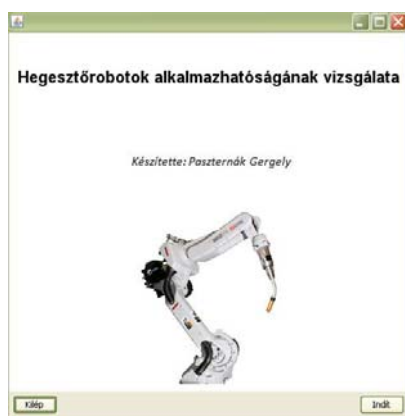 Hegesztőrobotok alkalmazhatóságának vizsgálata
Készítette: Paszternák Gergely
Kilép
Indít